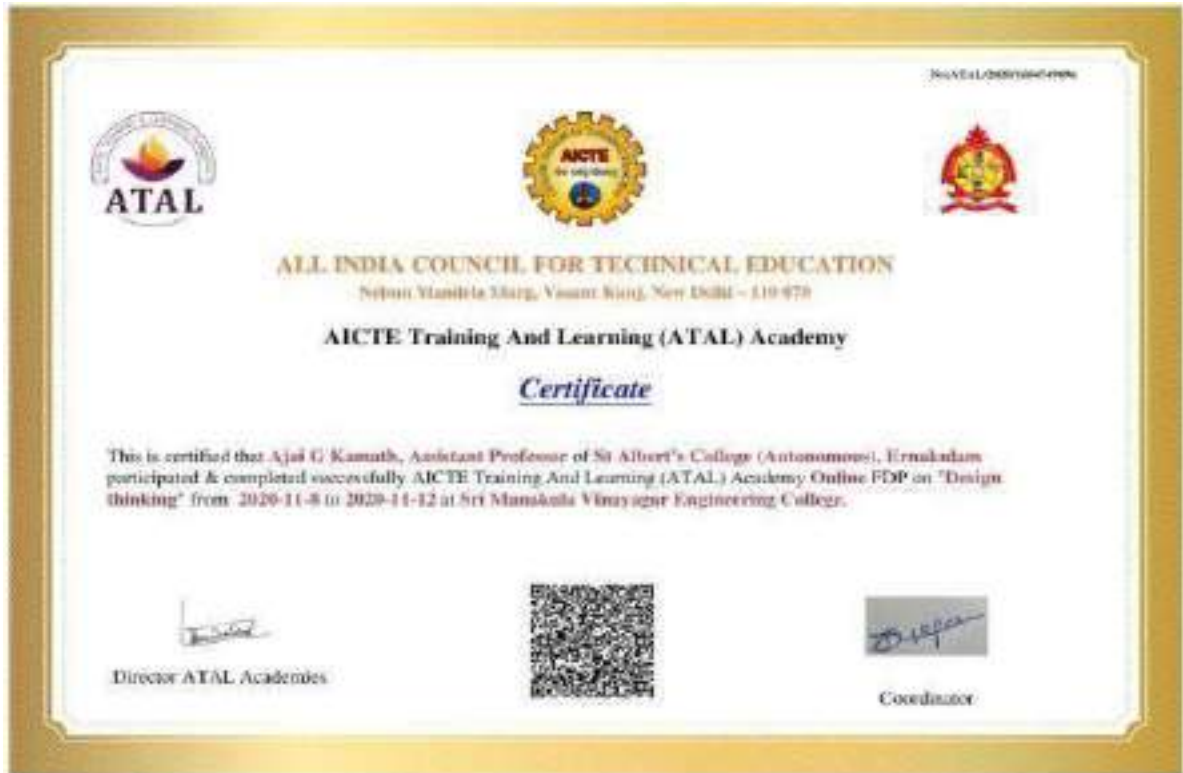 ATAL
AICTE
ALL INDIA COUNCIL FOR TECHNICAL EDUCATION
Nelson Mandela Marg, Vasant Kunj, New Delhi – 110 070
AICTE Training And Learning (ATAL) Academy
Certificate
This is certified that Ajai G Kamath, Assistant Professor of St Albert's College (Autonomous), Ernakulam
participated & completed successfully AICTE Training And Learning (ATAL) Academy Online FDP on "Design
thinking" from 2020-11-8 to 2020-11-12 at Sri Manakula Vinayagar Engineering College.
Director ATAL Academies
Coordinator